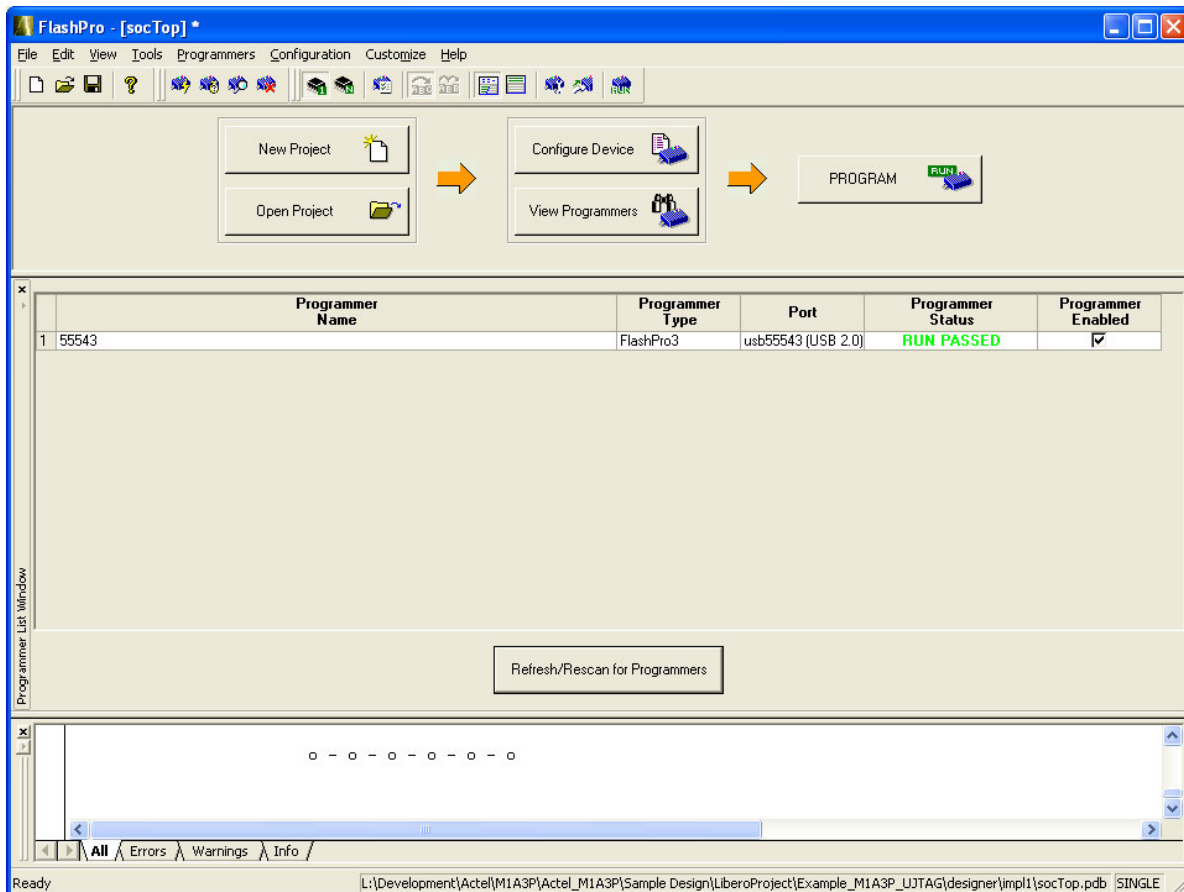 FlashPro - [socTop] *
File Edit View Tools Programmers Configuration Customize Help
New Project
Configure Device
PROGRAM
RUN
Open Project
View Programmers
Programmer Name
Programmer Type
Port
Programmer Status
Programmer Enabled
1 55543 FlashPro3 usb55543 (USB 2.0) RUN PASSED
Programmer List Window
Refresh/Rescan for Programmers
o - o - o - o - o - o
All Errors Warnings Info
Ready L:\Development\Actel\M1A3P\Actel_M1A3P\Sample Design\LiberoProject\Example_M1A3P_UJTAG\designer\impl1\socTop.pdb SINGLE